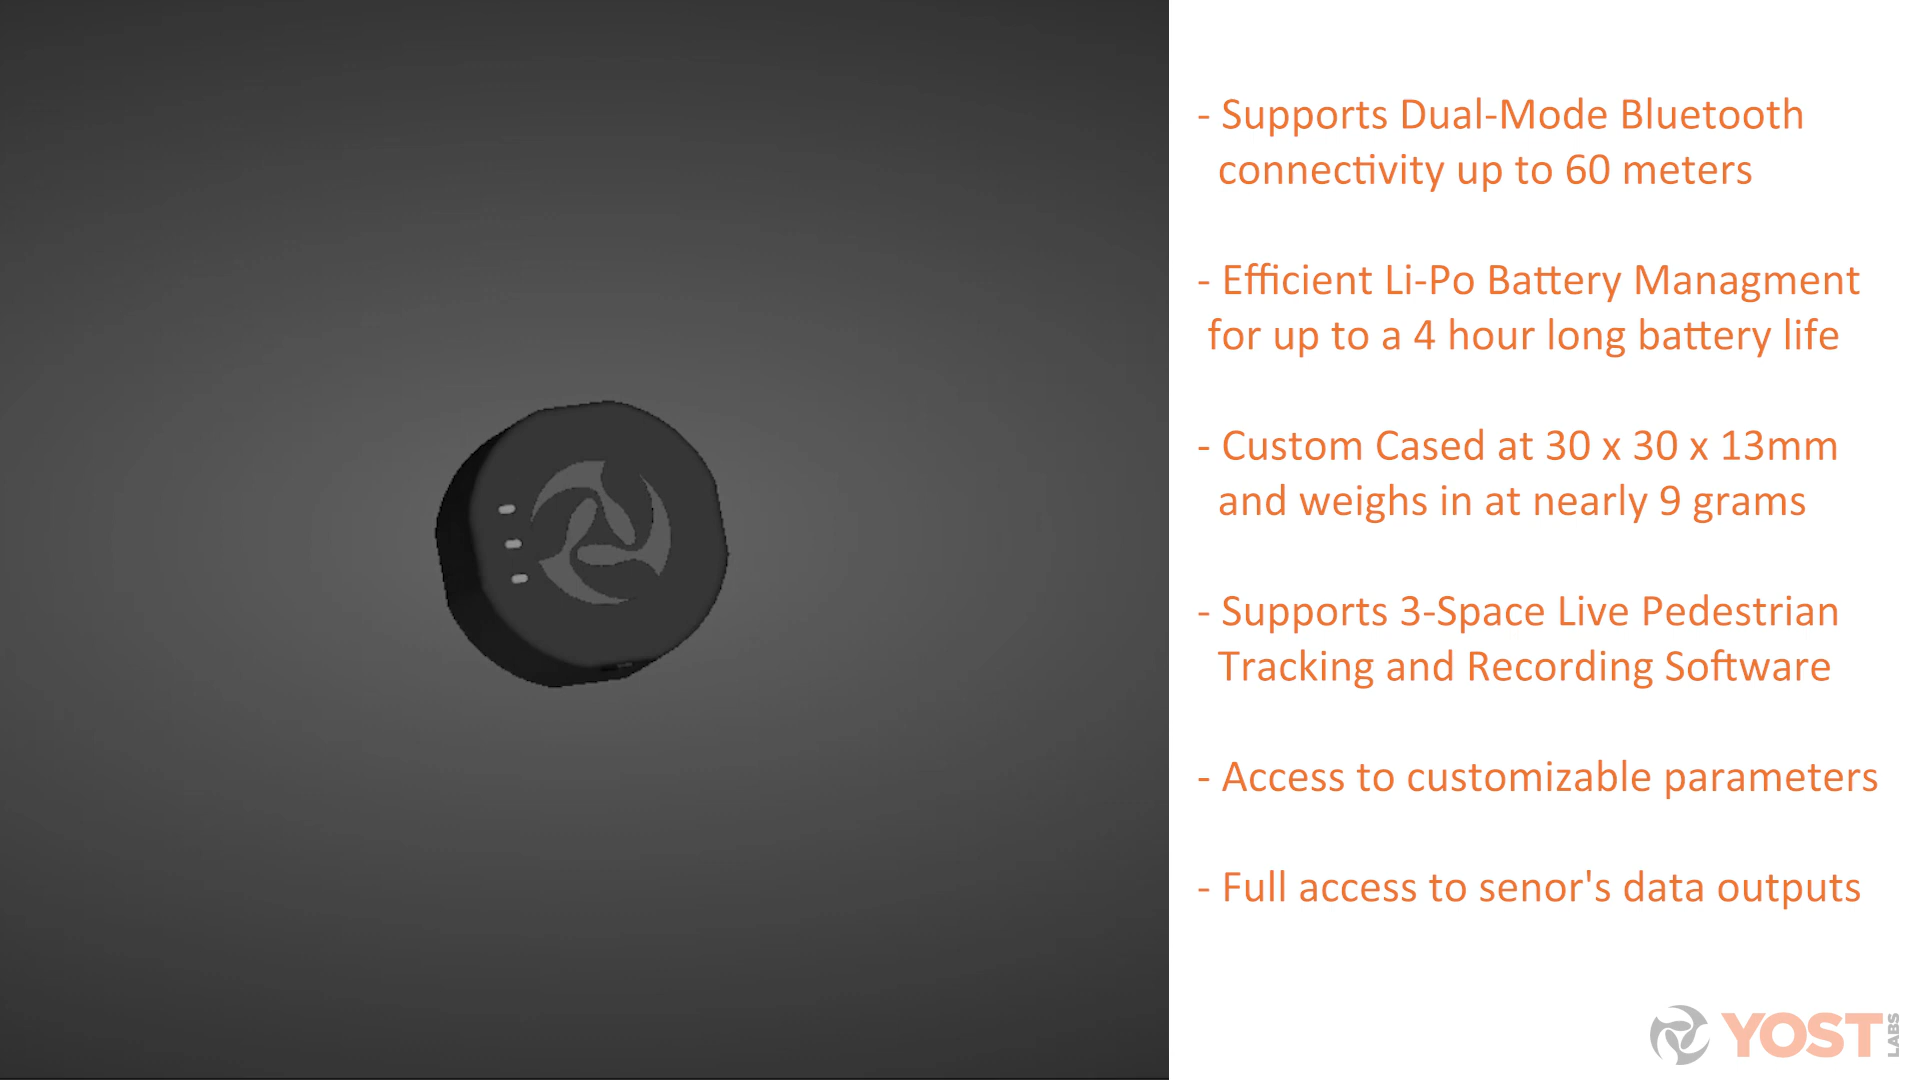 - Supports Dual-Mode Bluetooth
connectivity up to 60 meters
- Efficient Li-Po Battery Managment
for up to a 4 hour long battery life
- Custom Cased at 30 x 30 x 13mm
and weighs in at nearly 9 grams
- Supports 3-Space Live Pedestrian
Tracking and Recording Software
- Access to customizable parameters
- Full access to senor's data outputs
YOST LABS